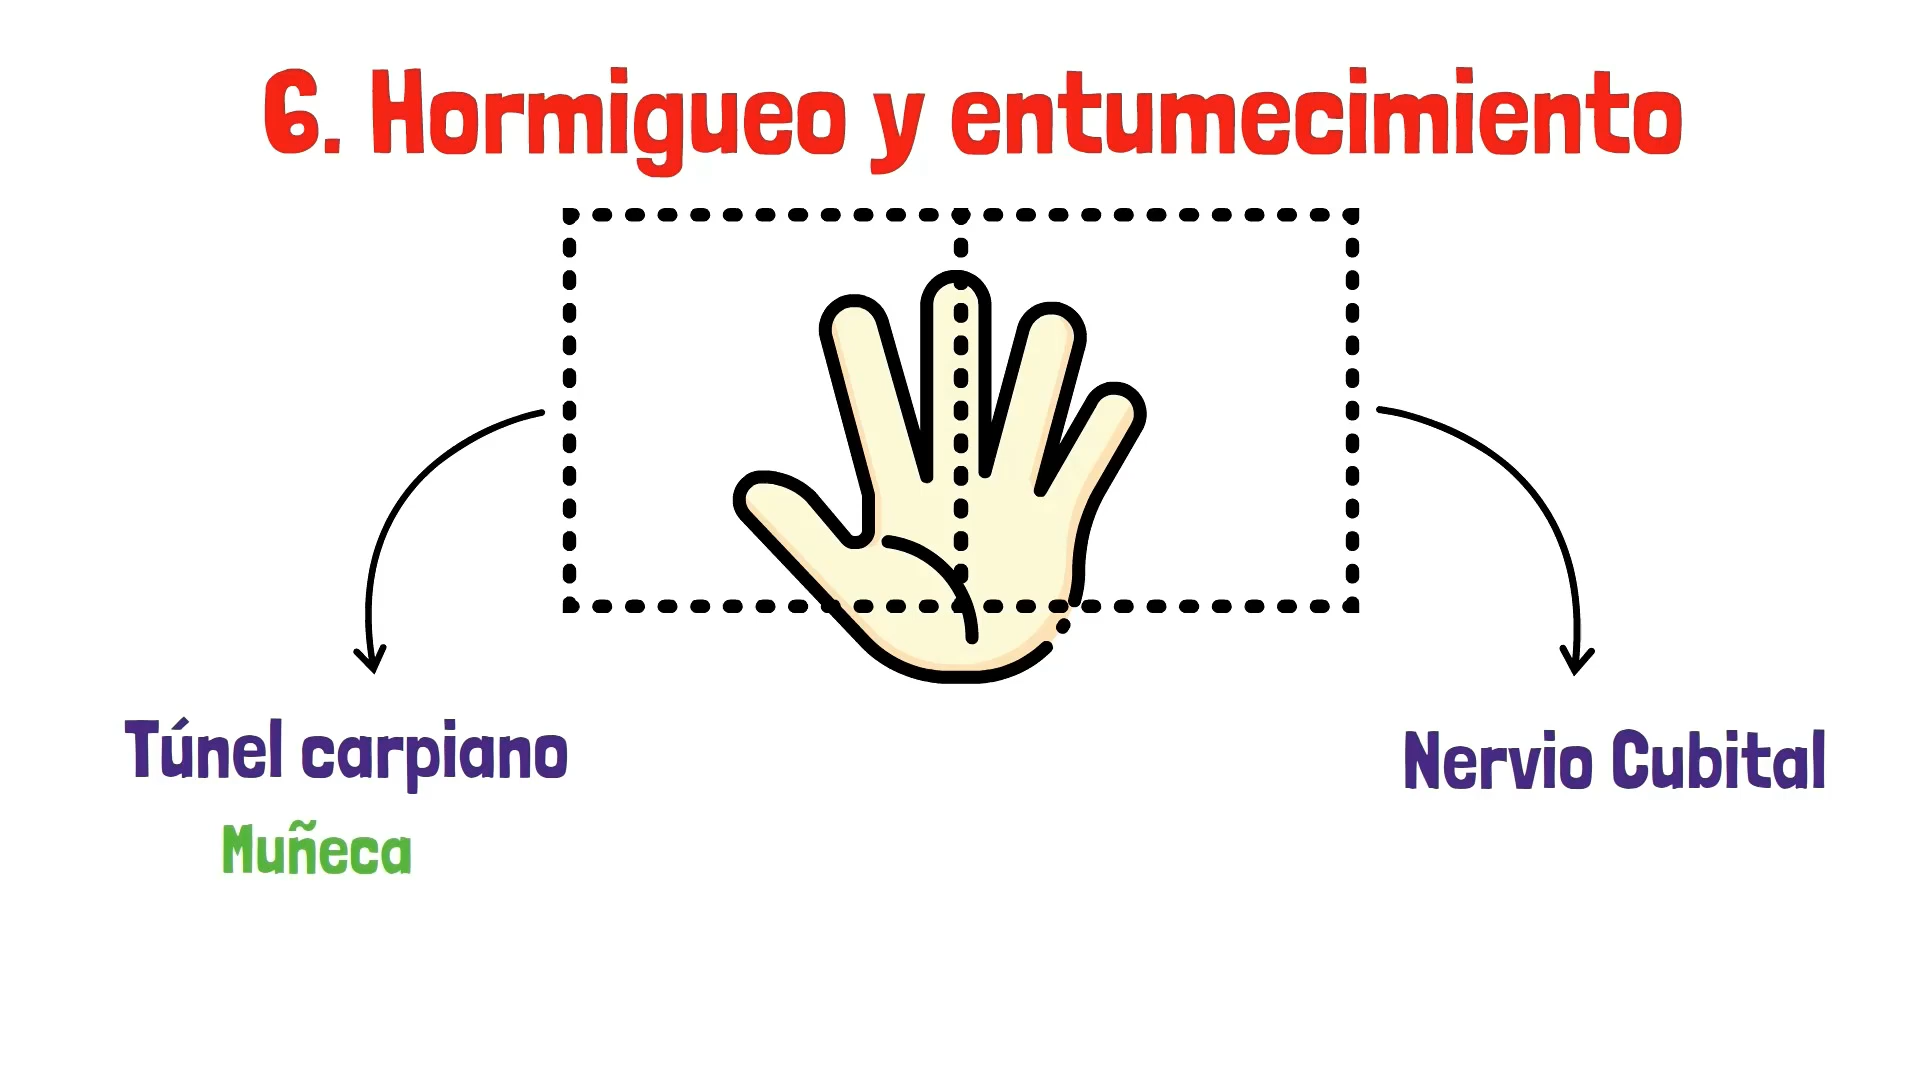 6. Hormigueo y entumecimiento
Túnel carpiano
Nervio Cubital
Muñeca